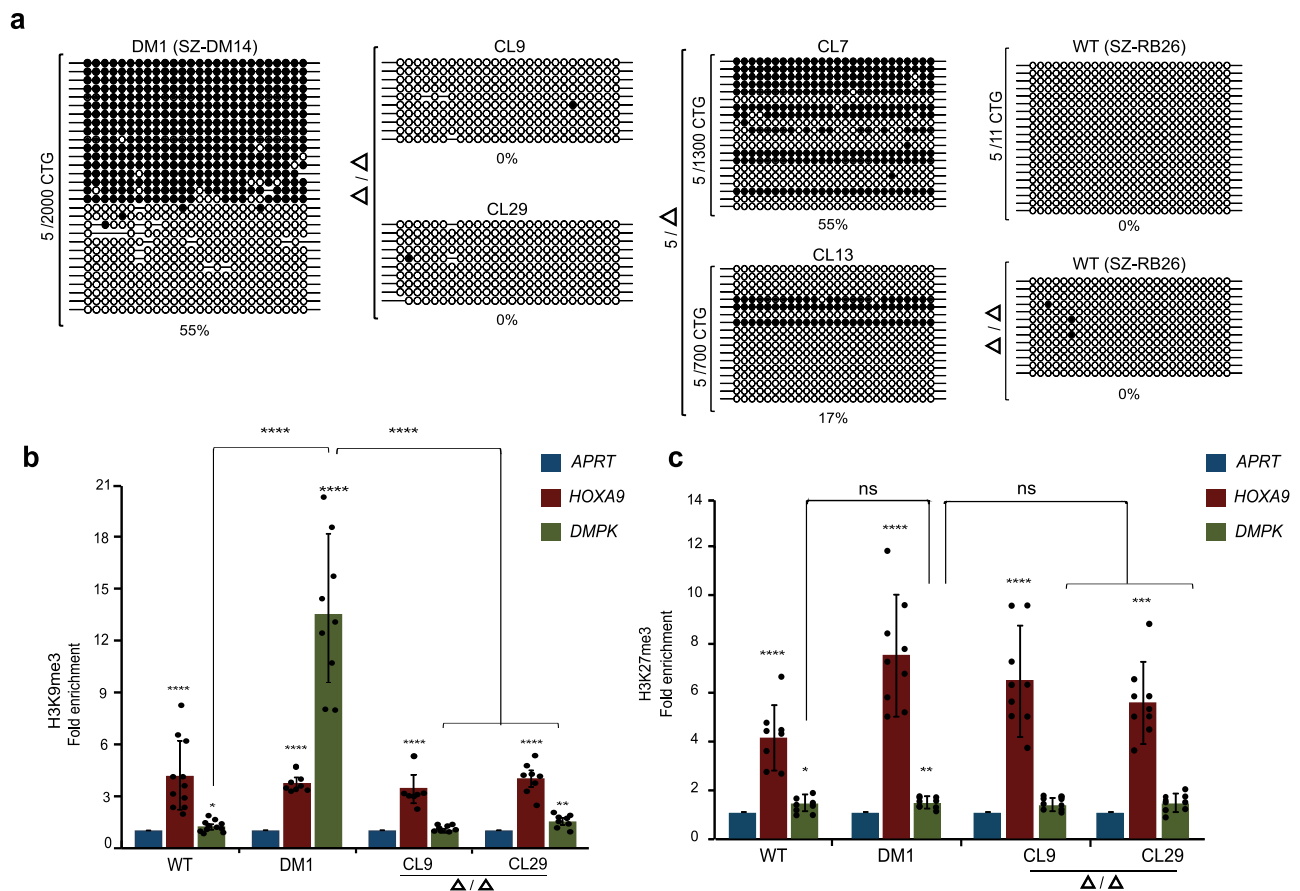 a
DM1 (SZ-DM14)
5 /2000 CTG
55%
Δ / Δ
CL9
0%
CL29
0%
5 / Δ
CL7
5 /1300 CTG
55%
CL13
5 /700 CTG
17%
WT (SZ-RB26)
5 /11 CTG
0%
WT (SZ-RB26)
Δ / Δ
0%
b
**** ****
APRT
HOXA9
DMPK
H3K9me3
Fold enrichment
21
18
15
12
9
6
3
0
**** * **** **** **** **** **
WT DM1 CL9 CL29
Δ / Δ
c
ns ns
APRT
HOXA9
DMPK
H3K27me3
Fold enrichment
14
12
10
8
6
4
2
0
**** * **** ** **** ***
WT DM1 CL9 CL29
Δ / Δ